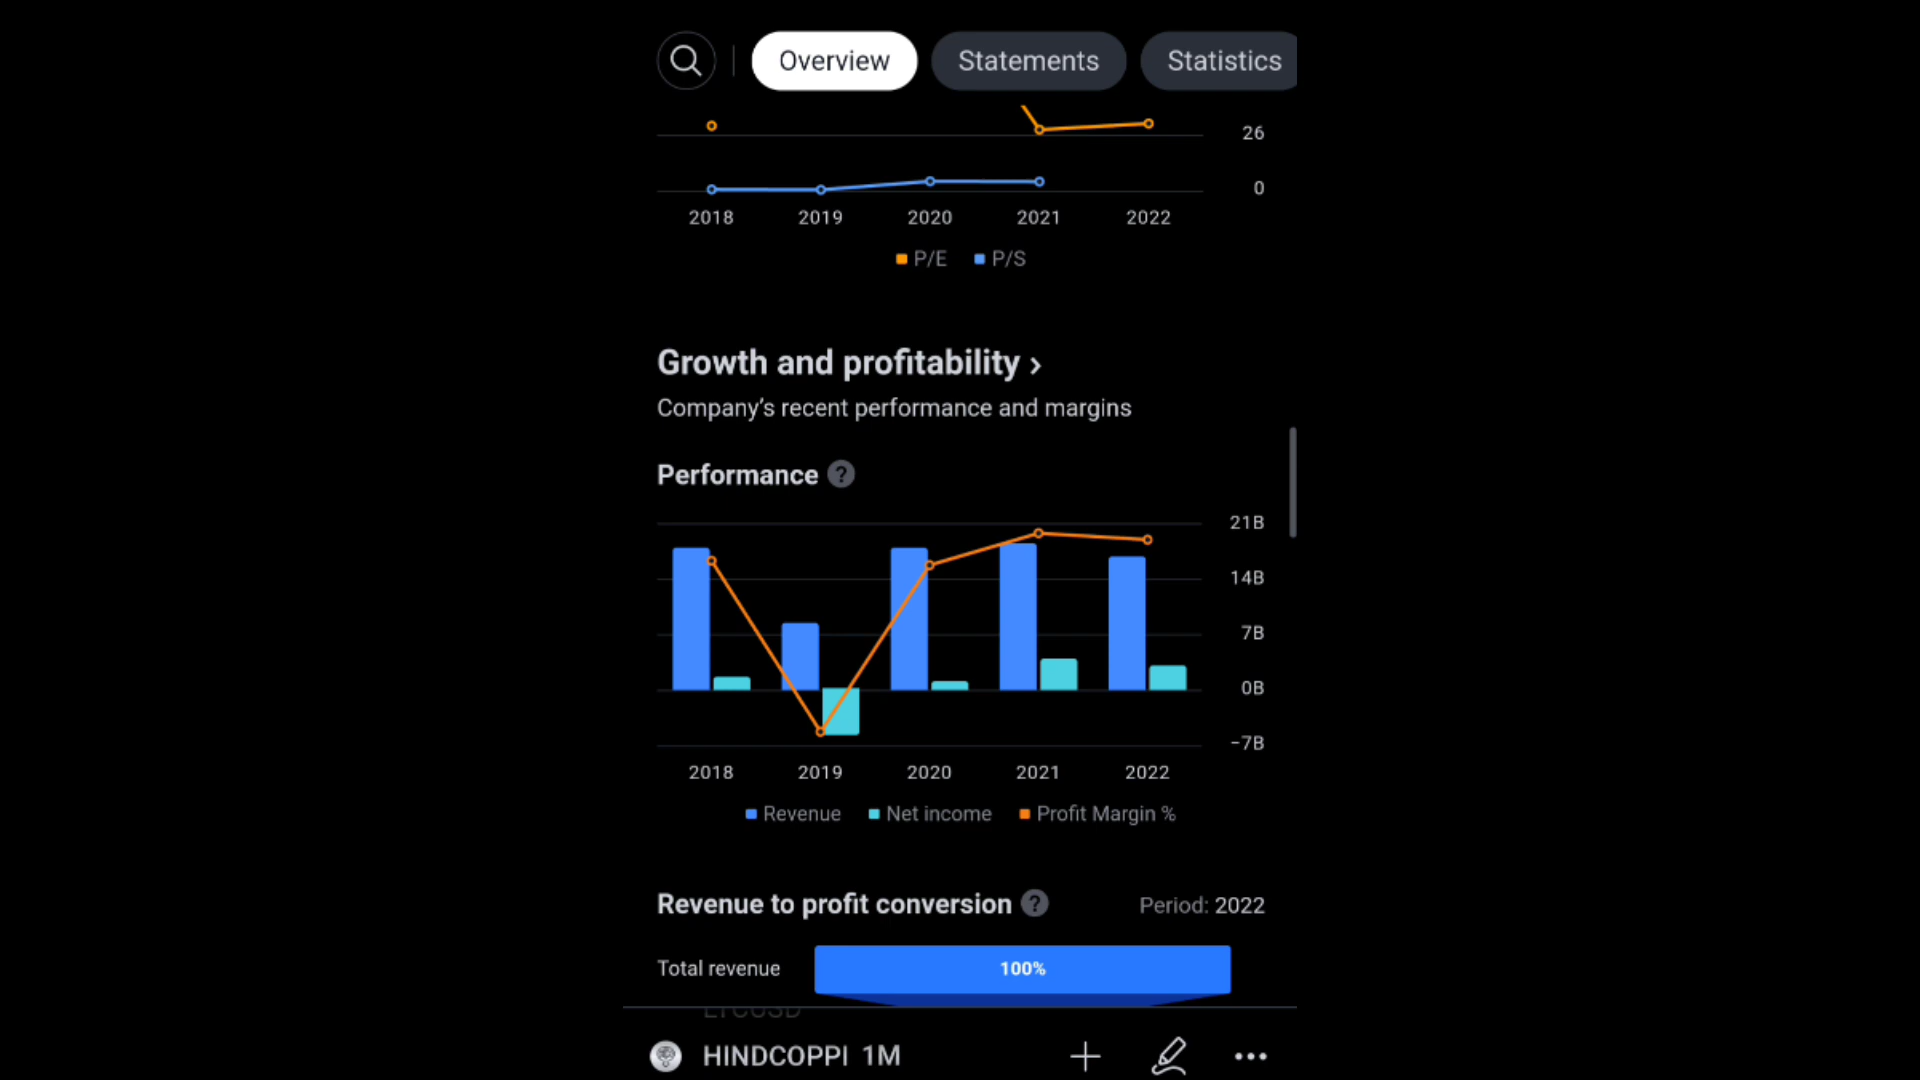 Overview Statements Statistics
26
0
2018 2019 2020 2021 2022
P/E P/S
Growth and profitability ›
Company's recent performance and margins
Performance ?
21B
14B
7B
0B
−7B
2018 2019 2020 2021 2022
Revenue Net income Profit Margin %
Revenue to profit conversion ? Period: 2022
Total revenue 100%
HINDCOPPI 1M